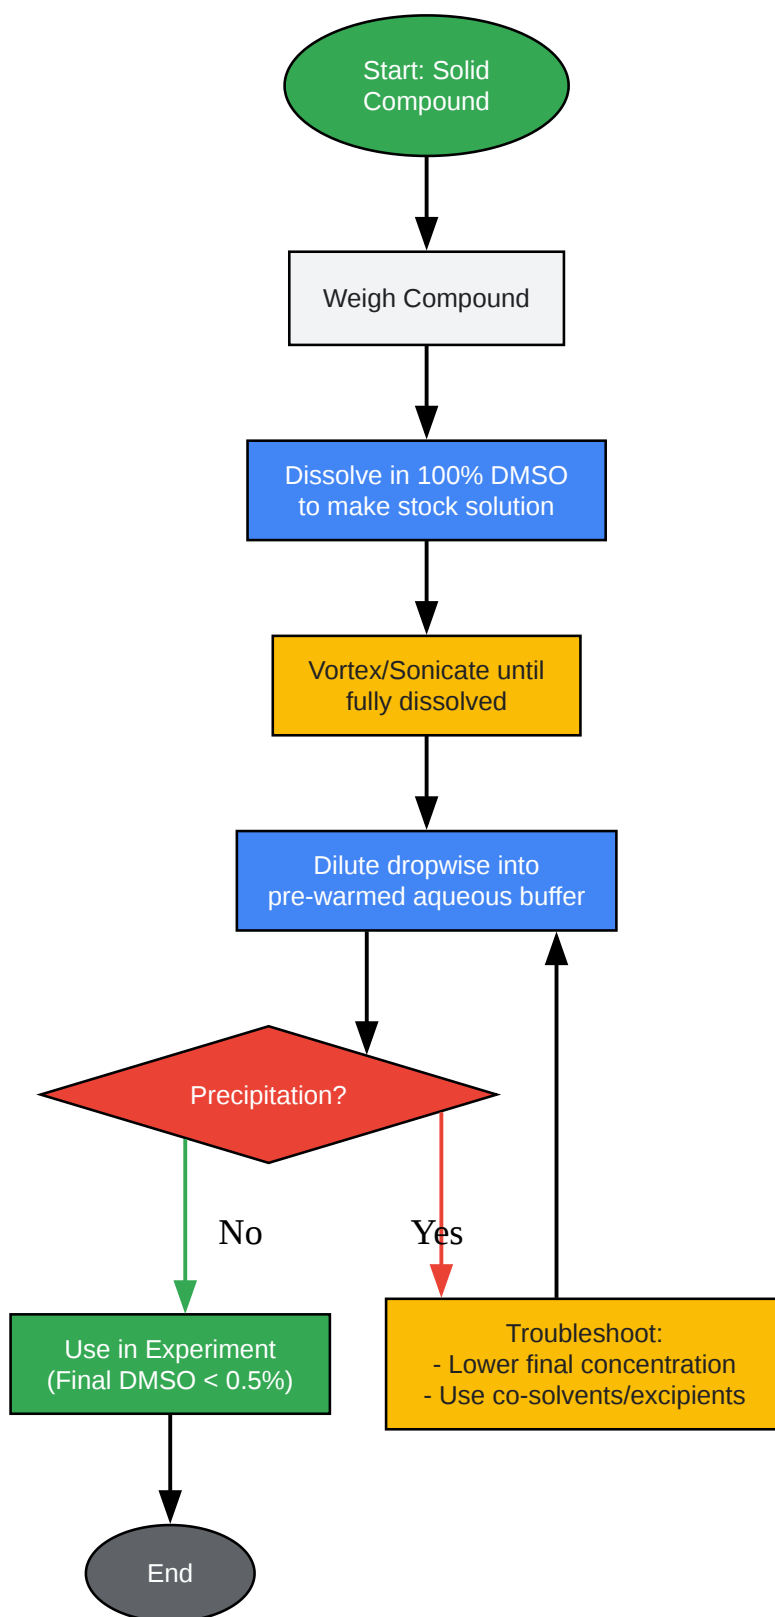 Start: Solid
Compound
Weigh Compound
Dissolve in 100% DMSO
to make stock solution
Vortex/Sonicate until
fully dissolved
Dilute dropwise into
pre-warmed aqueous buffer
Precipitation?
No
Yes
Use in Experiment
(Final DMSO < 0.5%)
Troubleshoot:
- Lower final concentration
- Use co-solvents/excipients
End